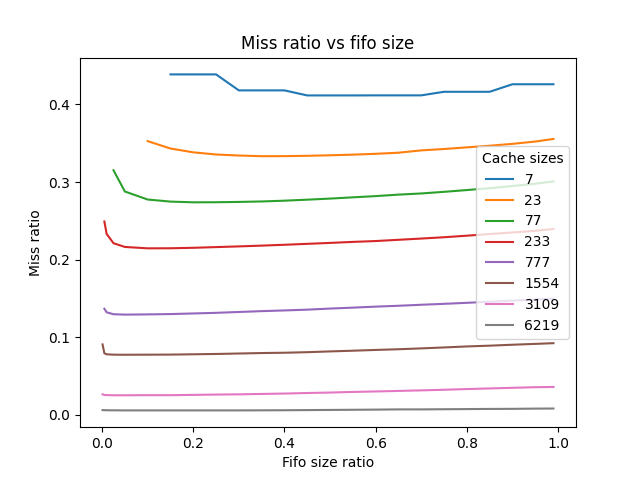 Miss ratio vs fifo size
Miss ratio
0.4
0.3
0.2
0.1
0.0
Cache sizes
7
23
77
233
777
1554
3109
6219
0.0 0.2 0.4 0.6 0.8 1.0
Fifo size ratio